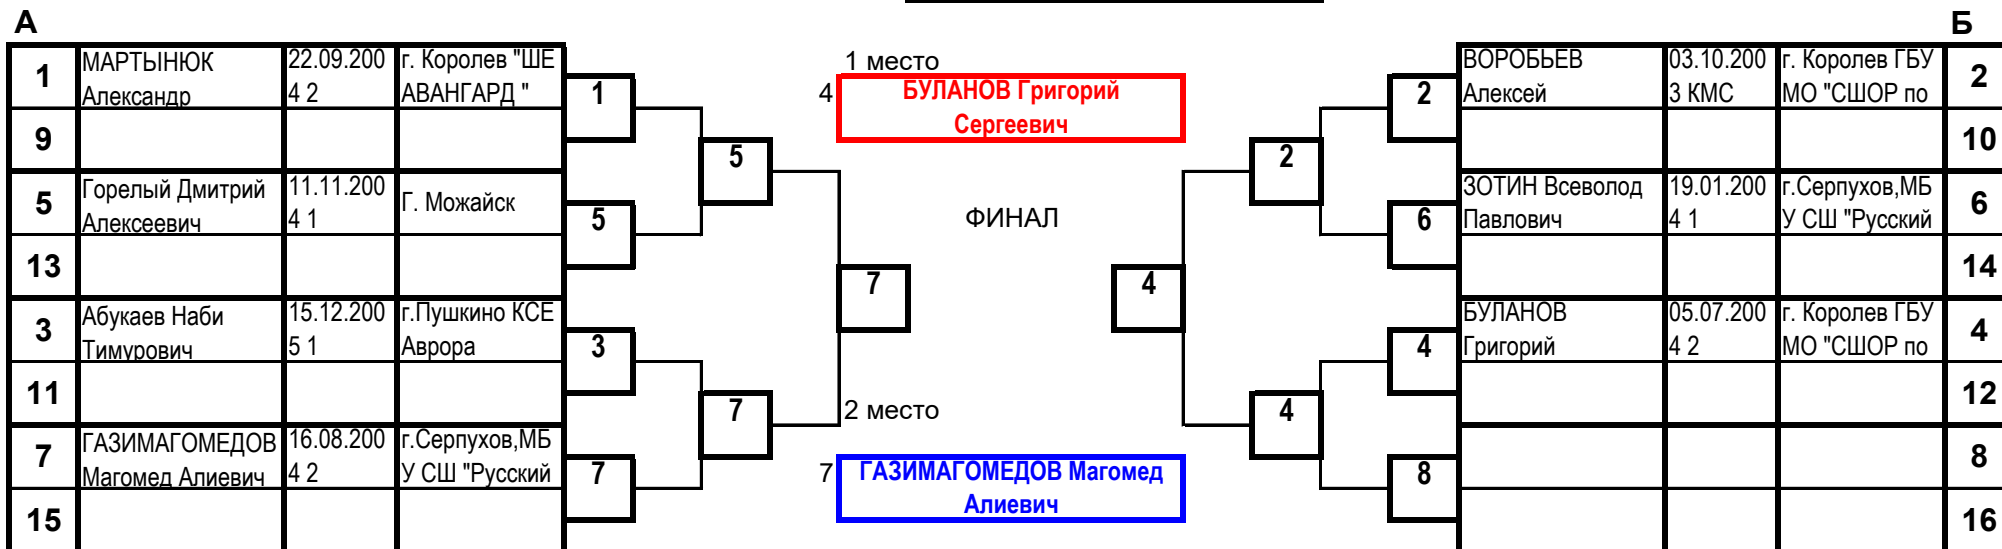 А
Б
1 МАРТЫНЮК Александр 22.09.200 4 2 г. Королев "ШЕ АВАНГАРД "
9
5 Горелый Дмитрий Алексеевич 11.11.200 4 1 Г. Можайск
13
3 Абукаев Наби Тимурович 15.12.200 5 1 г.Пушкино КСЕ Аврора
11
7 ГАЗИМАГОМЕДОВ Магомед Алиевич 16.08.200 4 2 г.Серпухов,МБ У СШ "Русский
15
1
5
3
7
5
7
7
1 место
4 БУЛАНОВ Григорий
Сергеевич
ФИНАЛ
2 место
7 ГАЗИМАГОМЕДОВ Магомед
Алиевич
4
2
4
2
6
4
8
ВОРОБЬЕВ Алексей 03.10.200 3 КМС г. Королев ГБУ МО "СШОР по 2
10
ЗОТИН Всеволод Павлович 19.01.200 4 1 г.Серпухов,МБ У СШ "Русский 6
14
БУЛАНОВ Григорий 05.07.200 4 2 г. Королев ГБУ МО "СШОР по 4
12
8
16